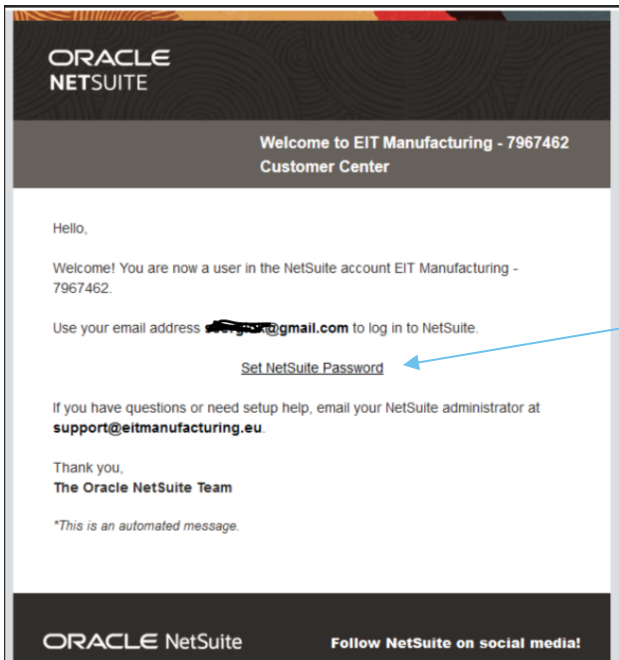 ORACLE
NETSUITE
Welcome to EIT Manufacturing - 7967462
Customer Center
Hello,
Welcome! You are now a user in the NetSuite account EIT Manufacturing -
7967462.
Use your email address @gmail.com to log in to NetSuite.
Set NetSuite Password
If you have questions or need setup help, email your NetSuite administrator at
support@eitmanufacturing.eu.
Thank you,
The Oracle NetSuite Team
*This is an automated message.
ORACLE NetSuite
Follow NetSuite on social media!